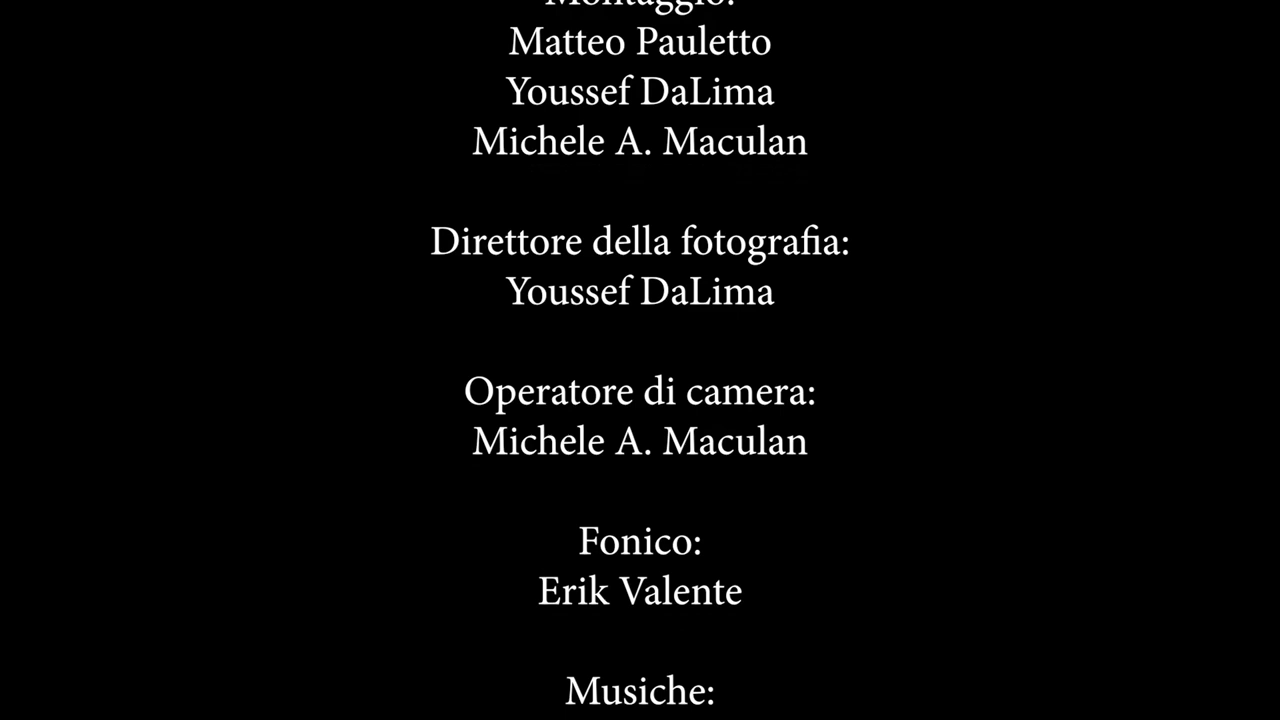 Montaggio:
Matteo Pauletto
Youssef DaLima
Michele A. Maculan
Direttore della fotografia:
Youssef DaLima
Operatore di camera:
Michele A. Maculan
Fonico:
Erik Valente
Musiche: